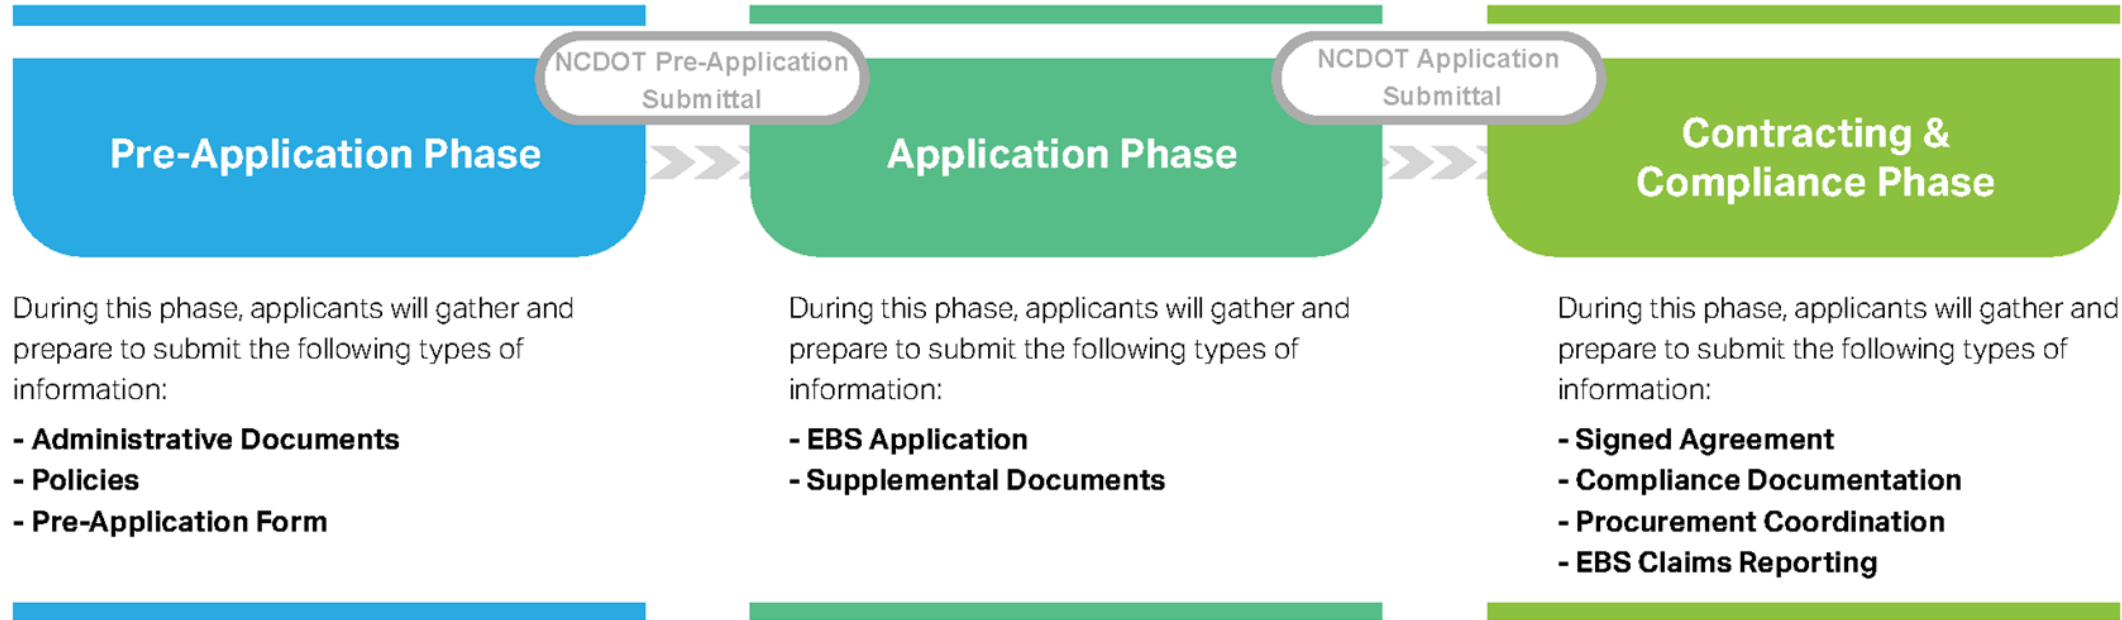 NCDOT Pre-Application
Submittal
NCDOT Application
Submittal
Pre-Application Phase
Application Phase
Contracting &
Compliance Phase
During this phase, applicants will gather and
prepare to submit the following types of
information:
- Administrative Documents
- Policies
- Pre-Application Form
During this phase, applicants will gather and
prepare to submit the following types of
information:
- EBS Application
- Supplemental Documents
During this phase, applicants will gather and
prepare to submit the following types of
information:
- Signed Agreement
- Compliance Documentation
- Procurement Coordination
- EBS Claims Reporting